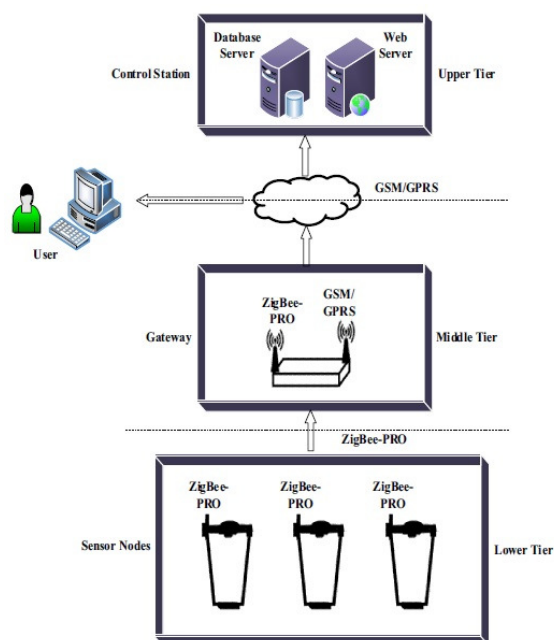 Database
Server
Web
Server
Control Station
Upper Tier
GSM/GPRS
User
ZigBee-
PRO
GSM/
GPRS
Gateway
Middle Tier
ZigBee-PRO
ZigBee-
PRO
ZigBee-
PRO
ZigBee-
PRO
Sensor Nodes
Lower Tier